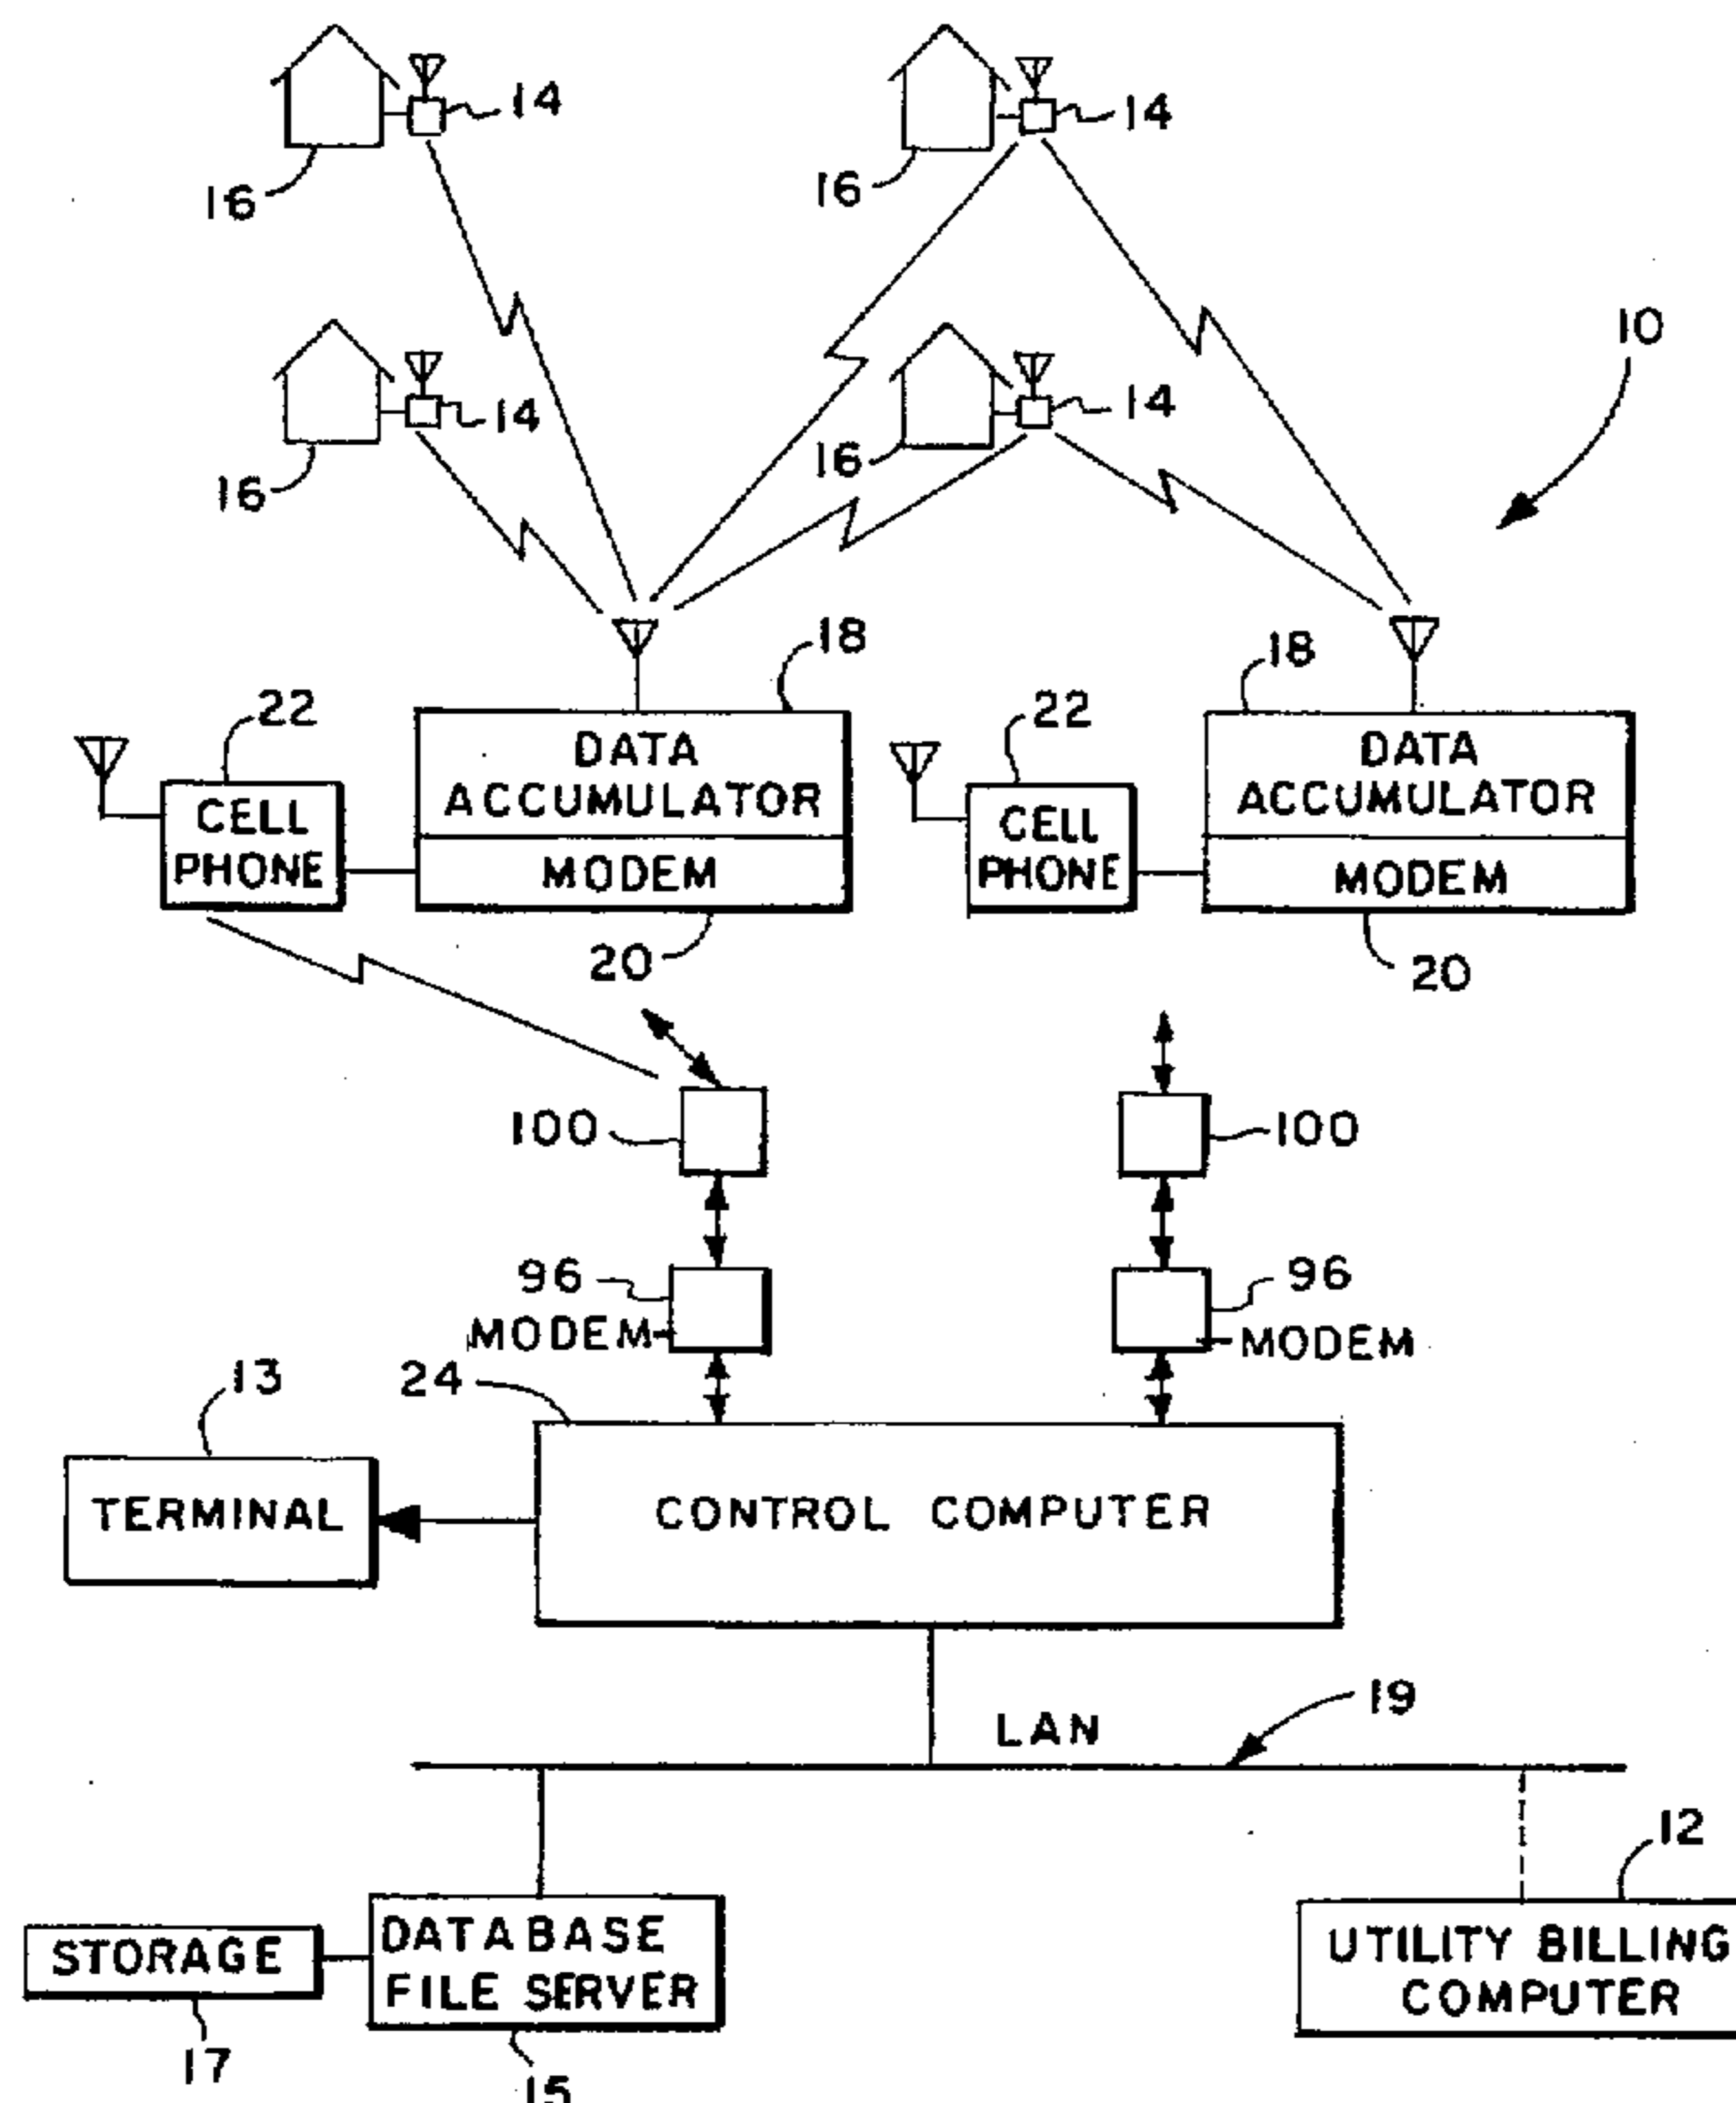 14
14
16
16
10
14
14
16
16
18
18
22
22
DATA
ACCUMULATOR
DATA
ACCUMULATOR
CELL
PHONE
CELL
PHONE
MODEM
MODEM
20
20
100
100
96
96
MODEM
MODEM
13
24
TERMINAL
CONTROL COMPUTER
19
LAN
12
DATABASE
FILE SERVER
STORAGE
UTILITY BILLING
COMPUTER
17
15